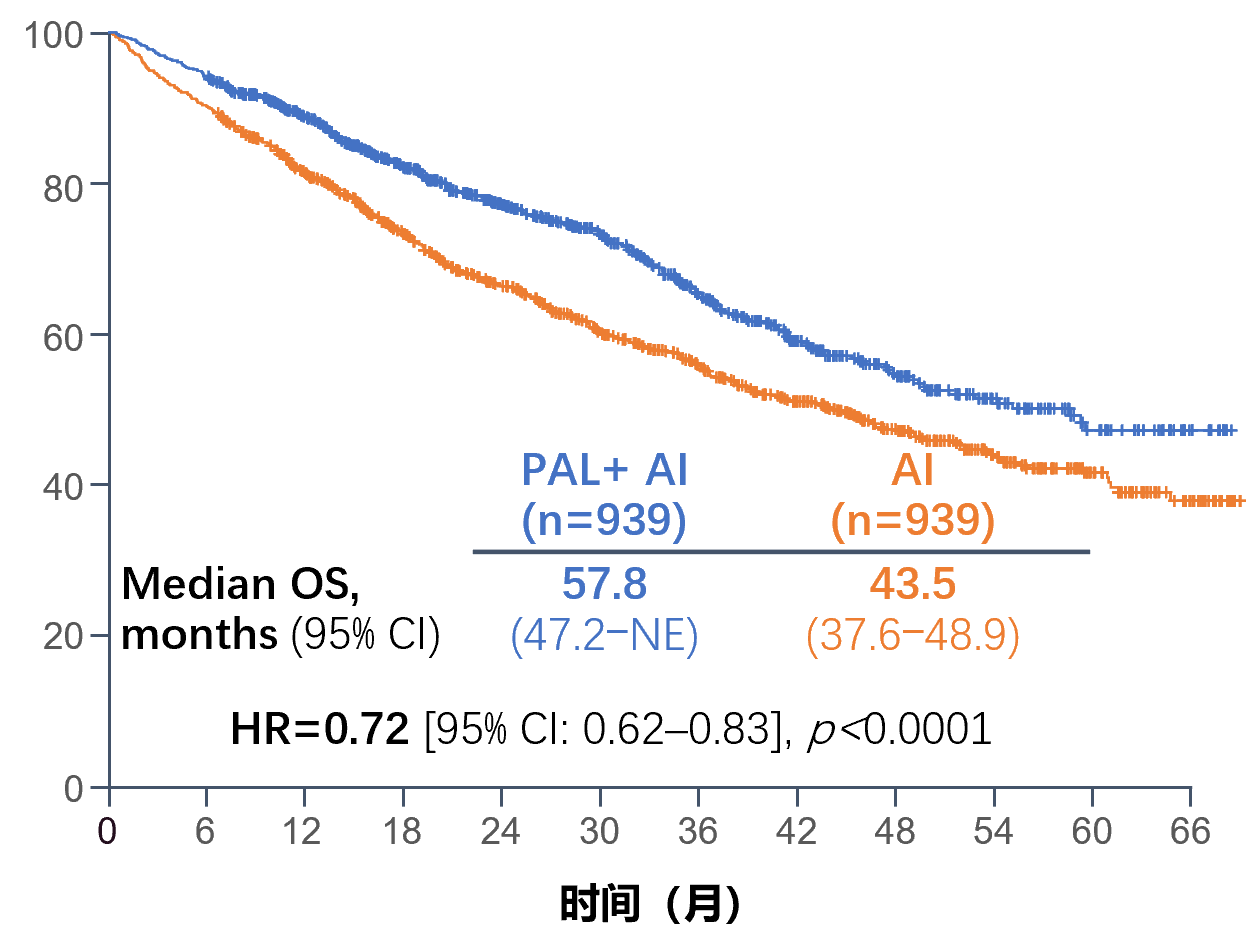 100
80
60
40
20
0
PAL+ AI AI
(n=939) (n=939)
Median OS, 57.8 43.5
months (95% CI) (47.2–NE) (37.6–48.9)
HR=0.72 [95% CI: 0.62–0.83], p<0.0001
0 6 12 18 24 30 36 42 48 54 60 66
时间（月）